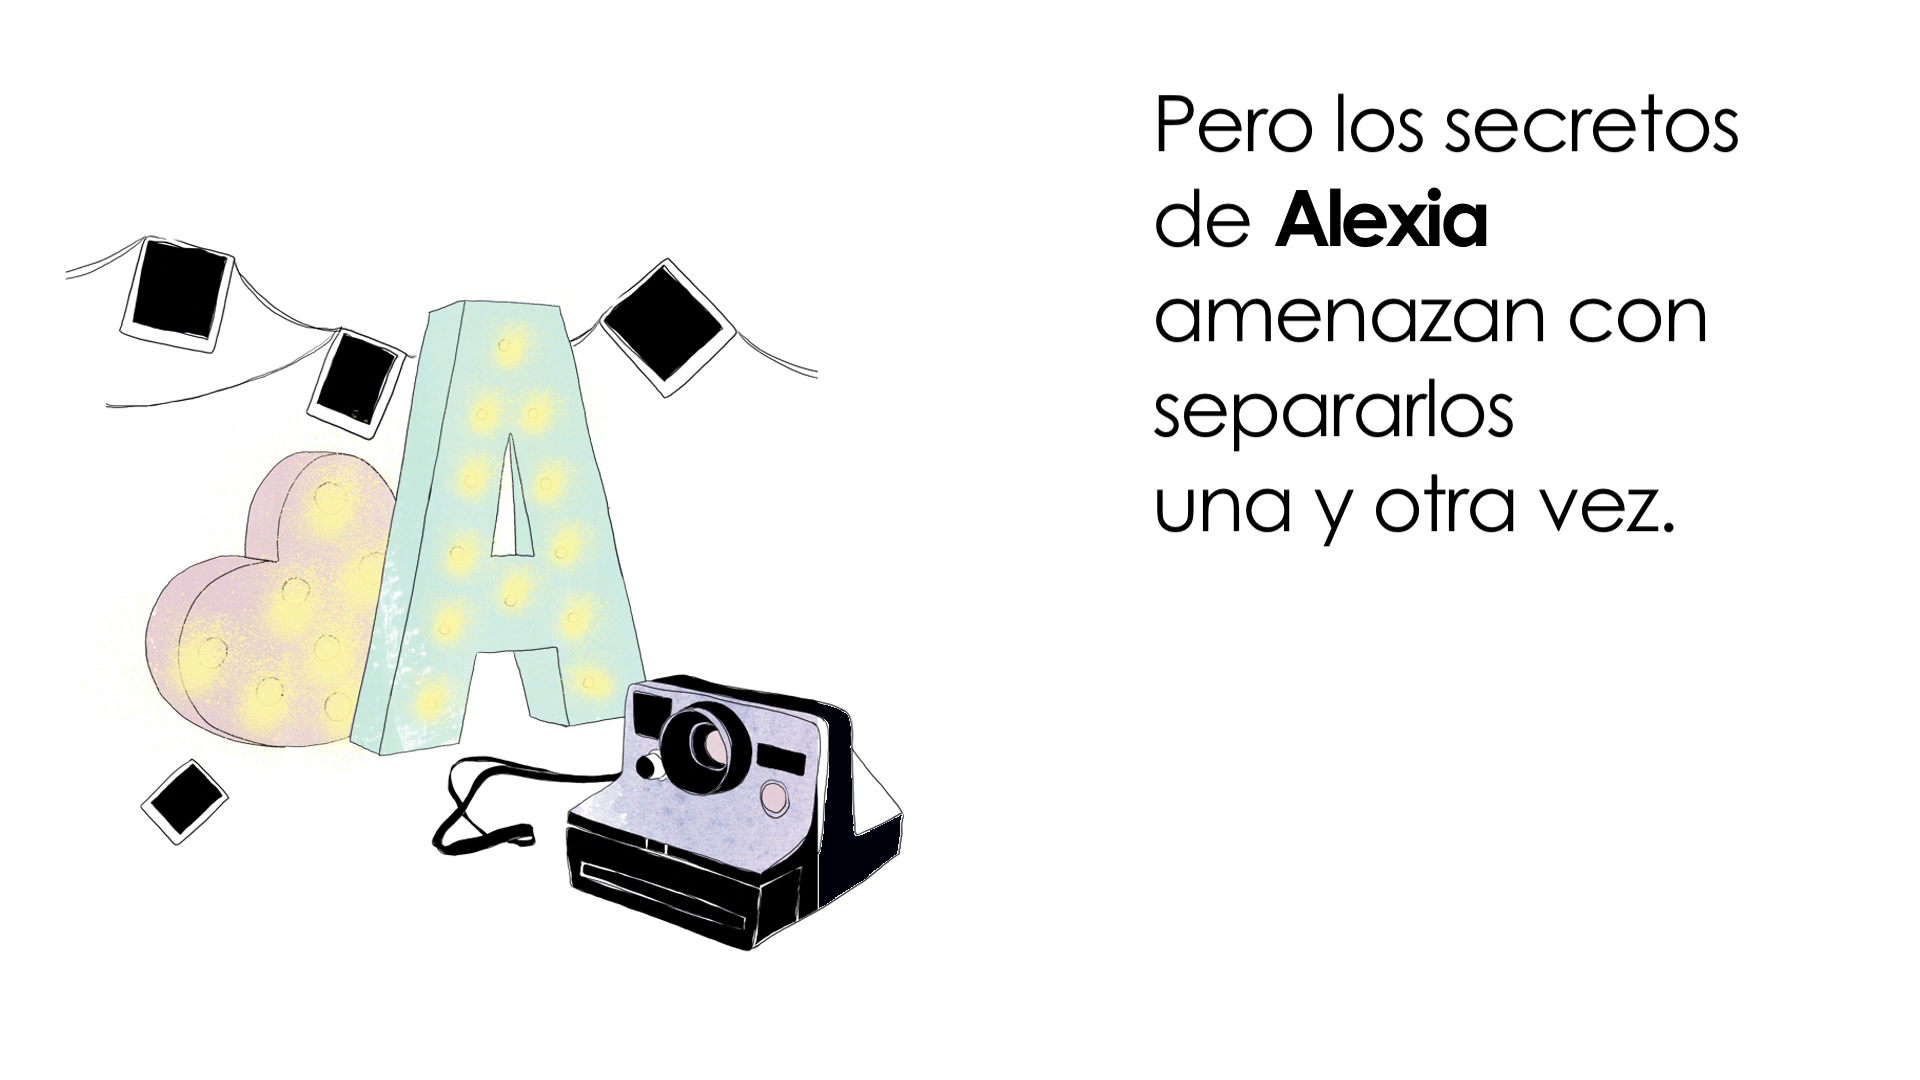 A
Pero los secretos
de Alexia
amenazan con
separarlos
una y otra vez.